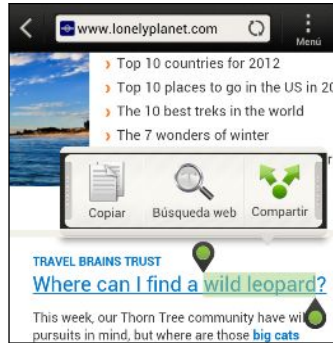 www.lonelyplanet.com
Menú
Top 10 countries for 2012
Top 10 places to go in the US in 20
The 10 best treks in the world
The 7 wonders of winter
Copiar Búsqueda web Compartir
TRAVEL BRAINS TRUST
Where can I find a wild leopard?
This week, our Thorn Tree community have
pursuits in mind, but where are those big cats